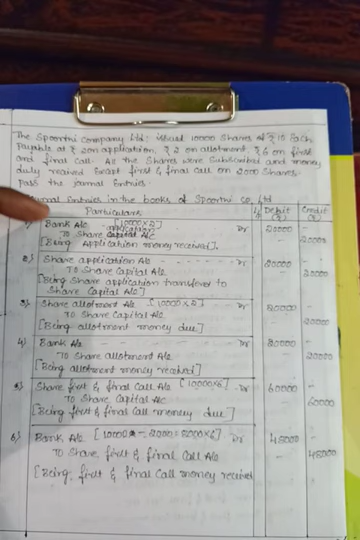 The Spoorthi Company Ltd: issued 10000 Shares of ₹ 10 Each
Payable at ₹ 2 on application, ₹ 2 on allotment, ₹ 6 on first
and final Call. All the Shares were Subscribed and money
duly received Except first & final Call on 2000 Shares.
Pass the Journal Entries.
Journal Entries in the books of Spoorthi Co. Ltd
Particulars L.F Debit (₹) Credit (₹)
Bank A/c [10000×2] Dr 20000 -
To Share Capital A/c - 20000
[Being Application money received].
2) Share application A/c - - - - - Dr 20000 -
To Share Capital A/c. - 20000
[Being Share application transfer to
Share Capital A/c]
3) Share allotment A/c [10000×2] Dr 20000 -
To Share Capital A/c. - 20000
[Being allotment money due]
4) Bank A/c - - - Dr 20000 -
To Share allotment A/c - 20000
[Being allotment money received]
5) Share first & final Call A/c [10000×6] Dr 60000 -
To Share Capital A/c - 60000
[Being first & final Call money due]
6) Bank A/c [10000 - 2000 = 8000×6] Dr 48000 -
To Share first & final Call A/c - 48000
[Being first & final Call money received